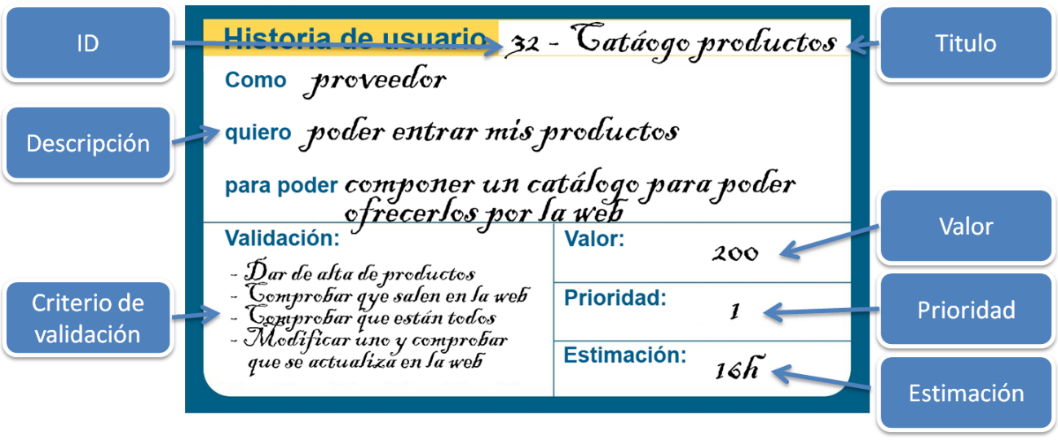 ID
Historia de usuario 32 - Catáogo productos
Titulo
Como proveedor
Descripción
quiero poder entrar mis productos
para poder componer un catálogo para poder
ofrecerlos por la web
Validación:
- Dar de alta de productos
- Comprobar qye salen en la web
- Comprobar que están todos
- Modificar uno y comprobar
que se actualiza en la web
Criterio de
validación
Valor:
200
Valor
Prioridad:
1
Prioridad
Estimación:
16h
Estimación